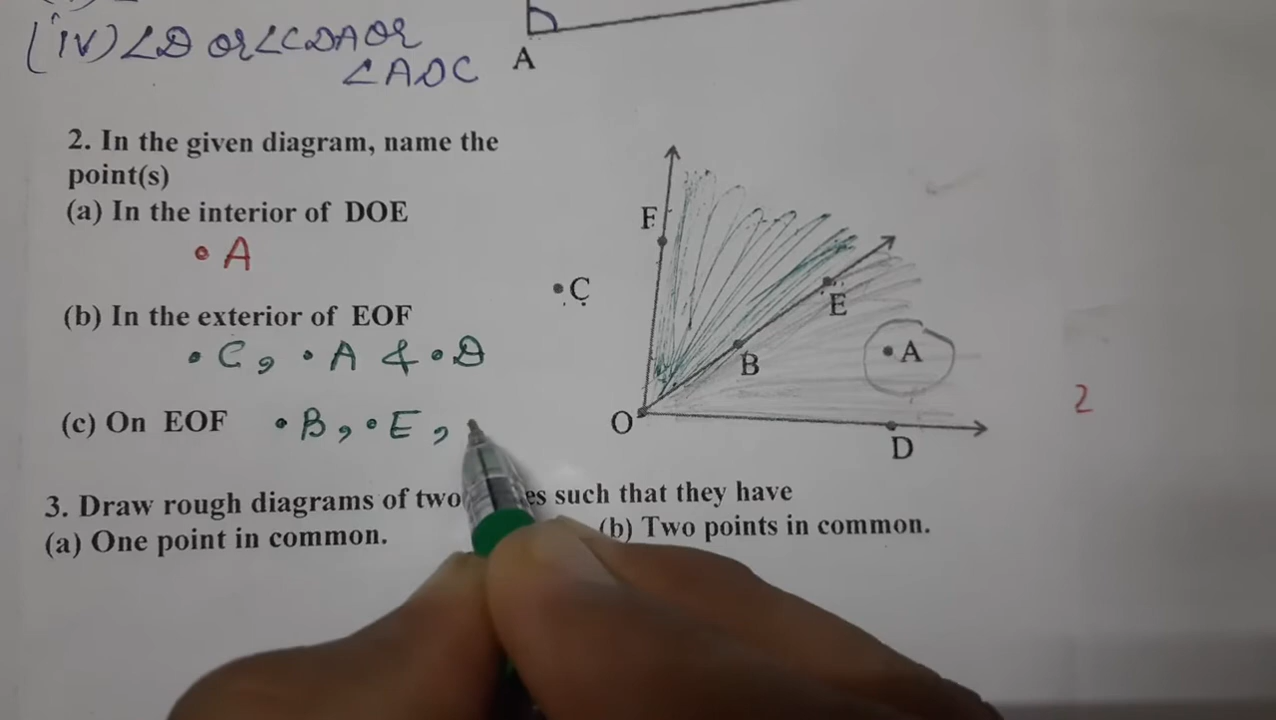 (iv) ∠D or ∠CDA or
∠ADC
A
2. In the given diagram, name the
point(s)
(a) In the interior of DOE
• A
(b) In the exterior of EOF
• C, • A & • D
(c) On EOF • B, • E,
F
• C
E
B
• A
O
D
2
3. Draw rough diagrams of two es such that they have
(a) One point in common. (b) Two points in common.